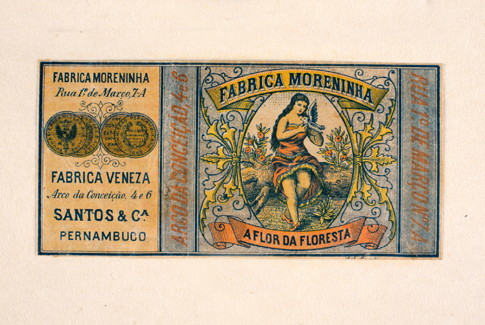 FABRICA MORENINHA
Rua 1º de Março, 7-A
FABRICA VENEZA
Arco da Conceição, 4 e 6
SANTOS & Cª
PERNAMBUCO
ARCO DA CONCEIÇÃO 4 e 6
FABRICA MORENINHA
A FLOR DA FLORESTA
RUA 1º DE MARÇO